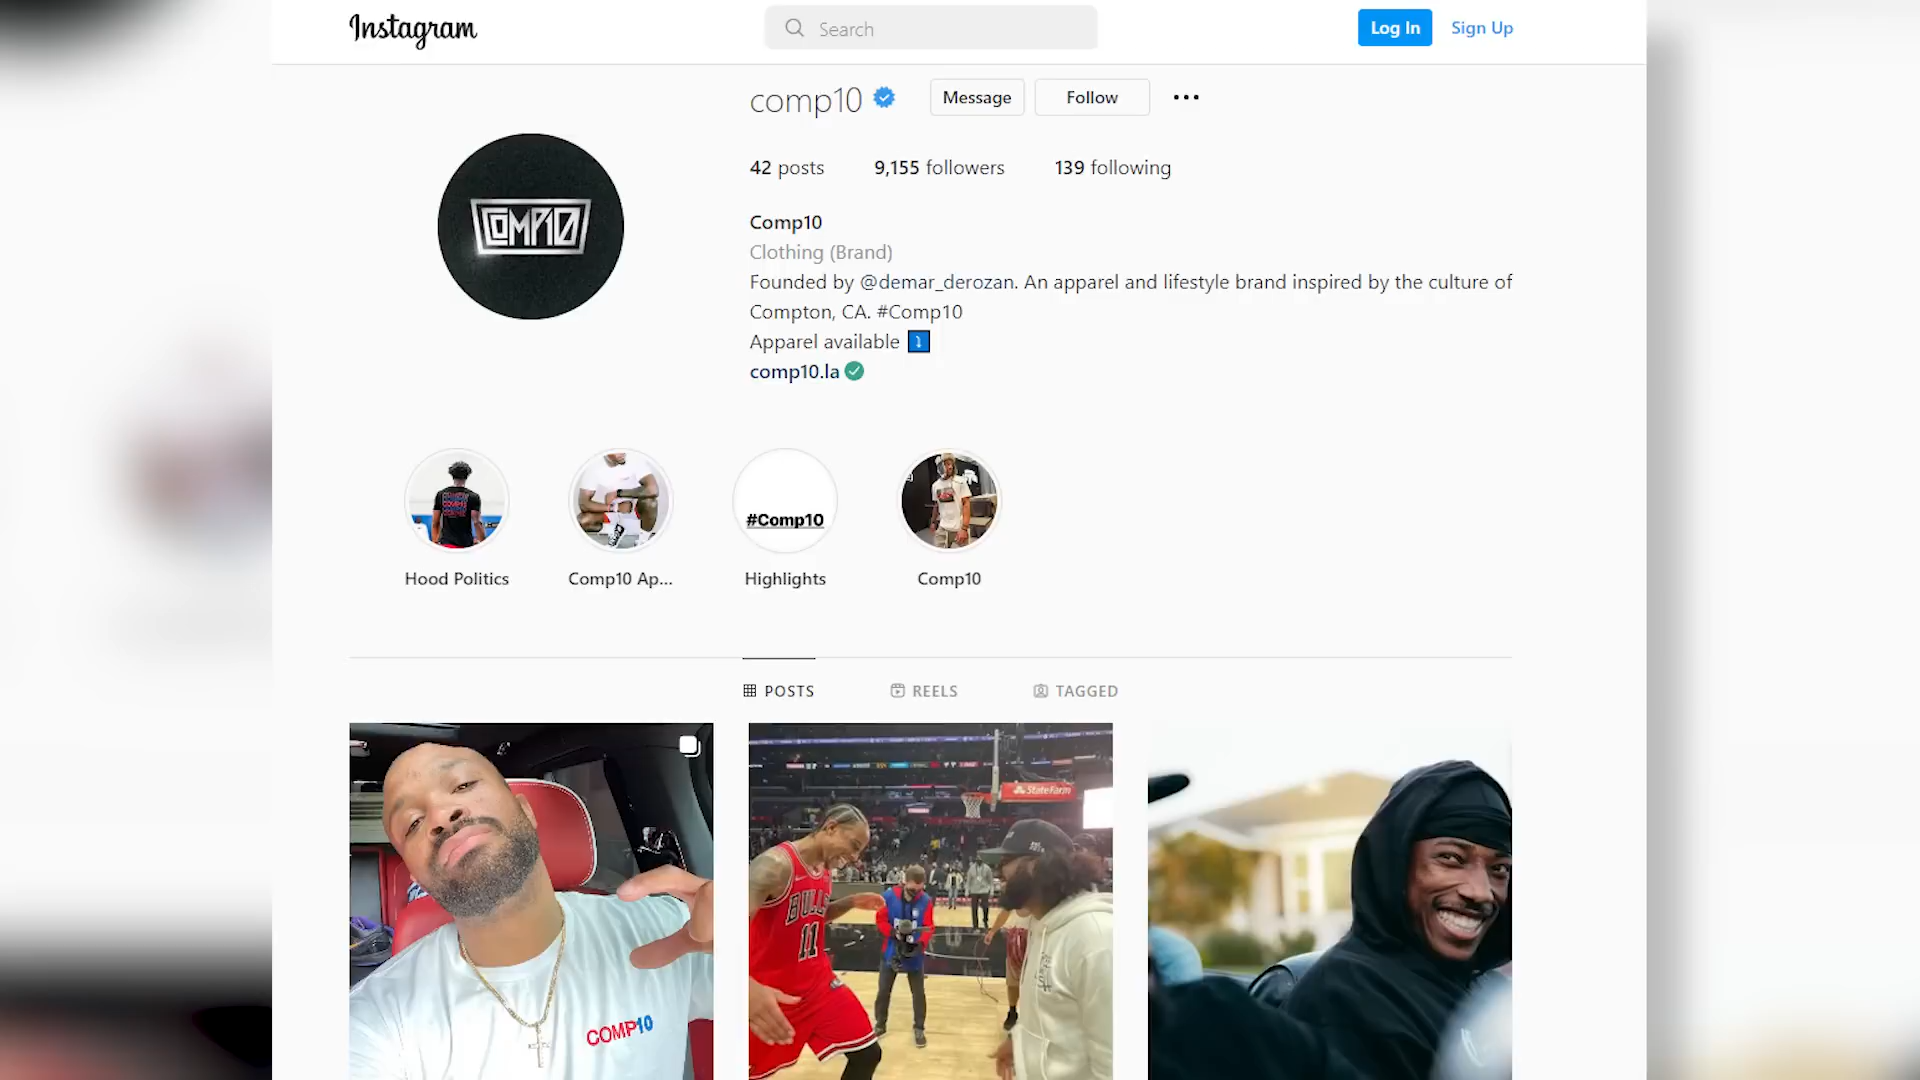 Instagram
Search
Log In
Sign Up
comp10
Message
Follow
42 posts
9,155 followers
139 following
COMP10
Comp10
Clothing (Brand)
Founded by @demar_derozan. An apparel and lifestyle brand inspired by the culture of
Compton, CA. #Comp10
Apparel available
comp10.la
#Comp10
Hood Politics
Comp10 Ap...
Highlights
Comp10
POSTS
REELS
TAGGED
StateFarm
BULLS
11
COMP10